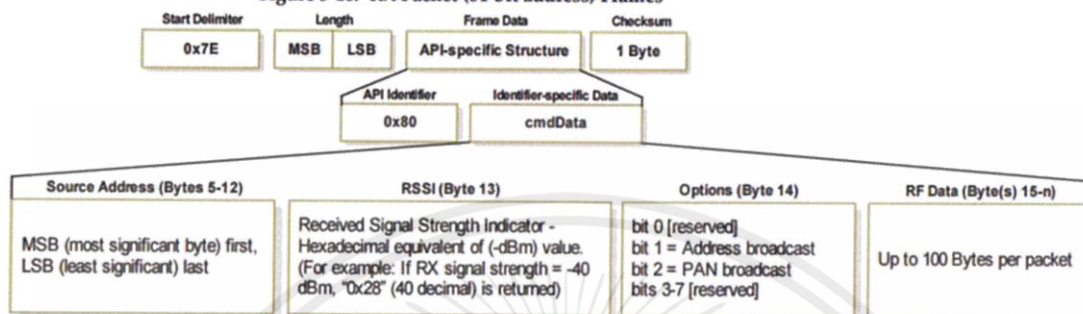 Start Delimiter Length Frame Data Checksum
0x7E MSB LSB API-specific Structure 1 Byte
API Identifier Identifier-specific Data
0x80 cmdData
Source Address (Bytes 5-12)
MSB (most significant byte) first,
LSB (least significant) last
RSSI (Byte 13)
Received Signal Strength Indicator -
Hexadecimal equivalent of (-dBm) value.
(For example: If RX signal strength = -40
dBm, "0x28" (40 decimal) is returned)
Options (Byte 14)
bit 0 [reserved]
bit 1 = Address broadcast
bit 2 = PAN broadcast
bits 3-7 [reserved]
RF Data (Byte(s) 15-n)
Up to 100 Bytes per packet